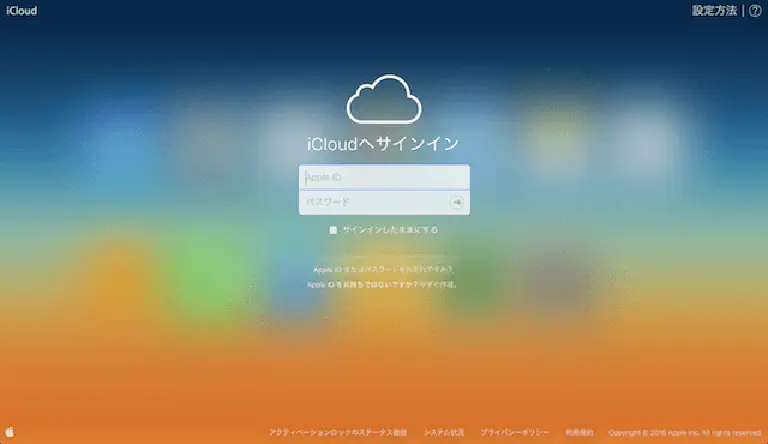 iCloud
設定方法
iCloudへサインイン
Apple ID
パスワード
サインインしたままにする
Apple IDまたはパスワードをお忘れですか?
Apple IDをお持ちではないですか? 今すぐ作成。
アクティベーションロックのステータス確認 システム状況 プライバシーポリシー 利用規約 Copyright © 2016 Apple Inc. All rights reserved.